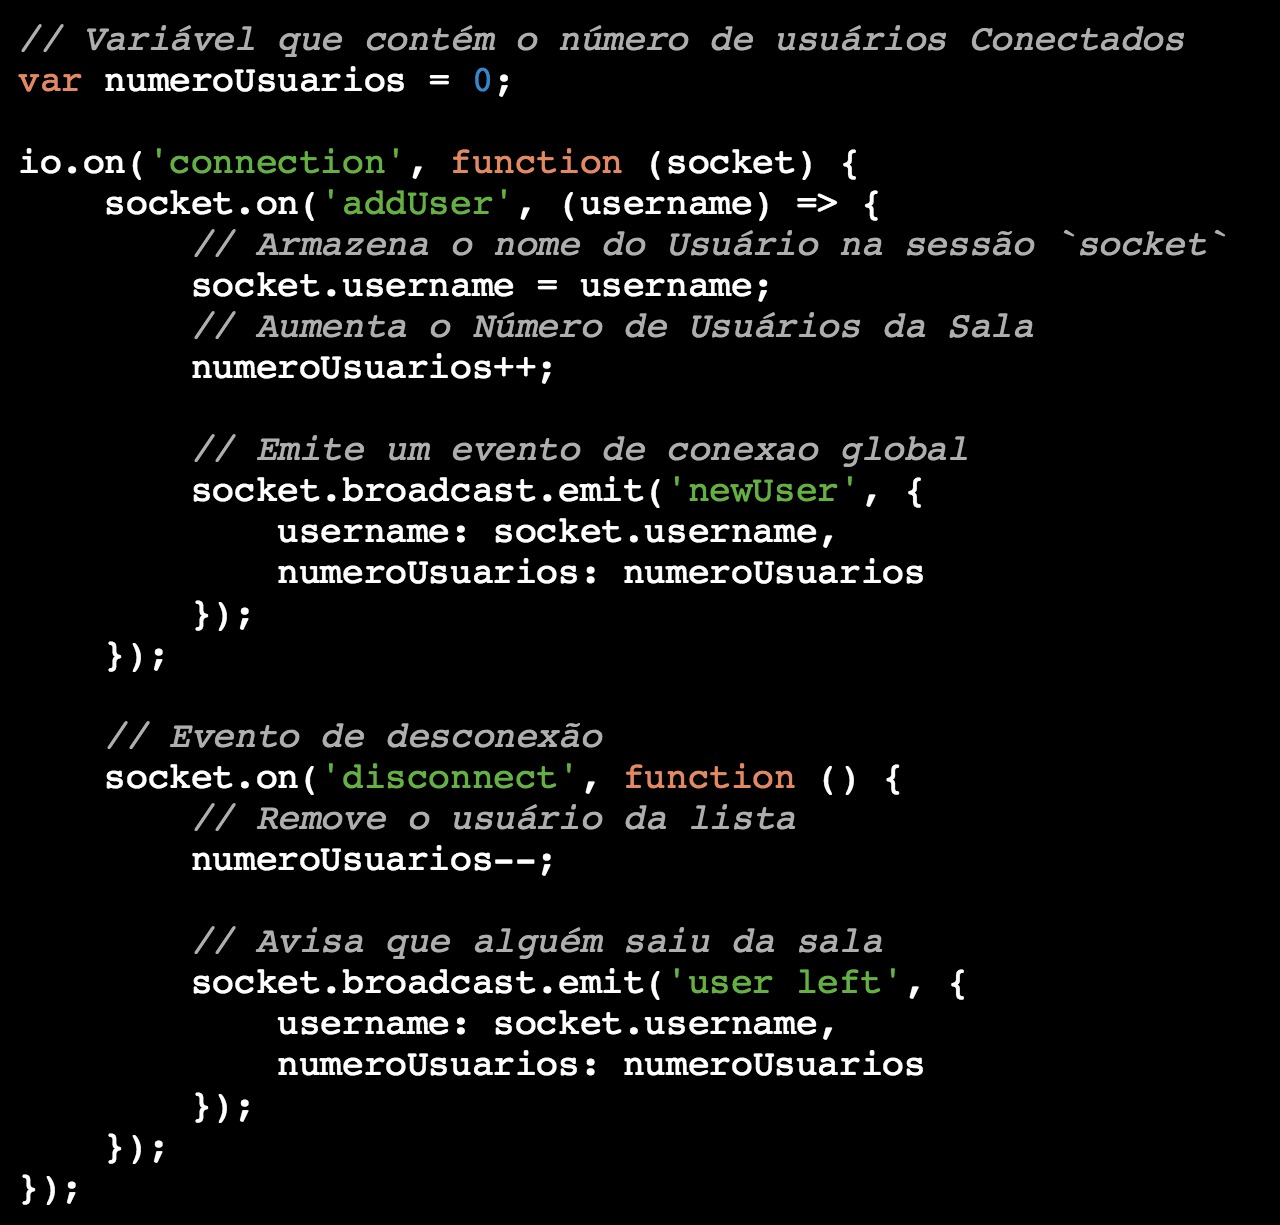 // Variável que contém o número de usuários Conectados
var numeroUsuarios = 0;
io.on('connection', function (socket) {
socket.on('addUser', (username) => {
// Armazena o nome do Usuário na sessão `socket`
socket.username = username;
// Aumenta o Número de Usuários da Sala
numeroUsuarios++;
// Emite um evento de conexao global
socket.broadcast.emit('newUser', {
username: socket.username,
numeroUsuarios: numeroUsuarios
});
});
// Evento de desconexão
socket.on('disconnect', function () {
// Remove o usuário da lista
numeroUsuarios--;
// Avisa que alguém saiu da sala
socket.broadcast.emit('user left', {
username: socket.username,
numeroUsuarios: numeroUsuarios
});
});
});